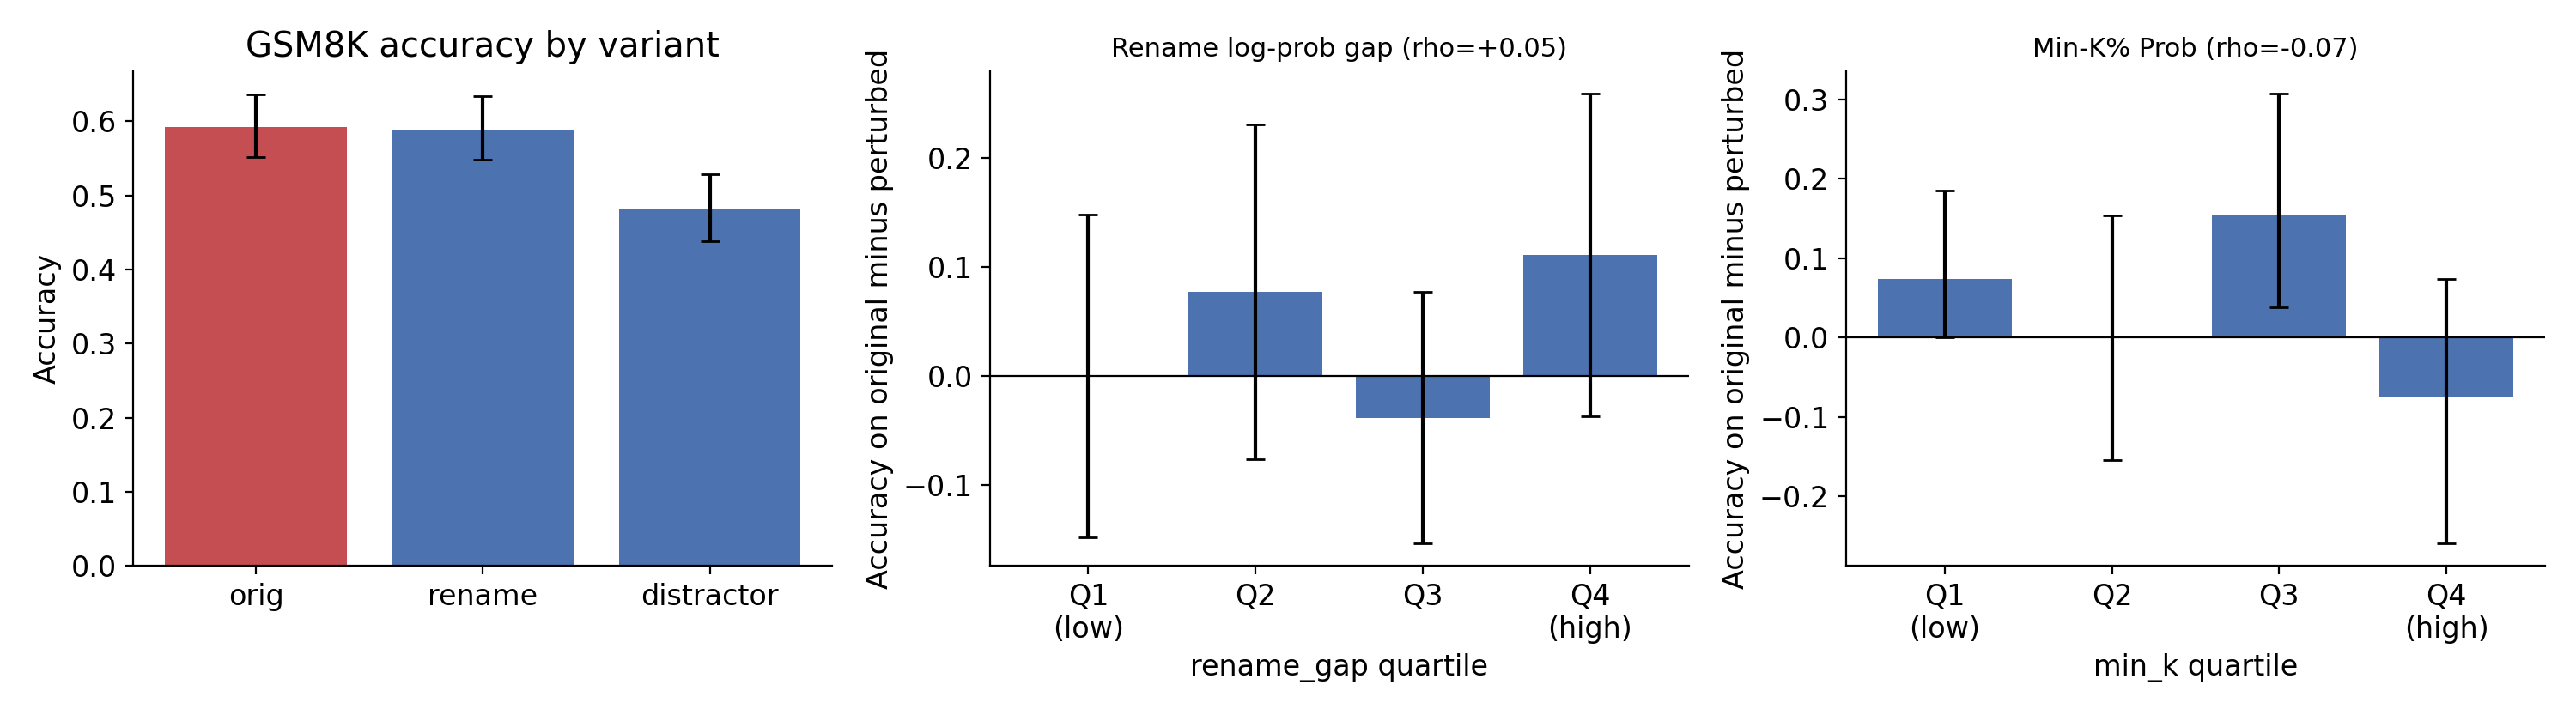 GSM8K accuracy by variant
Accuracy
0.6
0.5
0.4
0.3
0.2
0.1
0.0
orig
rename
distractor
Rename log-prob gap (rho=+0.05)
Accuracy on original minus perturbed
0.2
0.1
0.0
−0.1
Q1
(low)
Q2
Q3
Q4
(high)
rename_gap quartile
Min-K% Prob (rho=-0.07)
Accuracy on original minus perturbed
0.3
0.2
0.1
0.0
−0.1
−0.2
Q1
(low)
Q2
Q3
Q4
(high)
min_k quartile